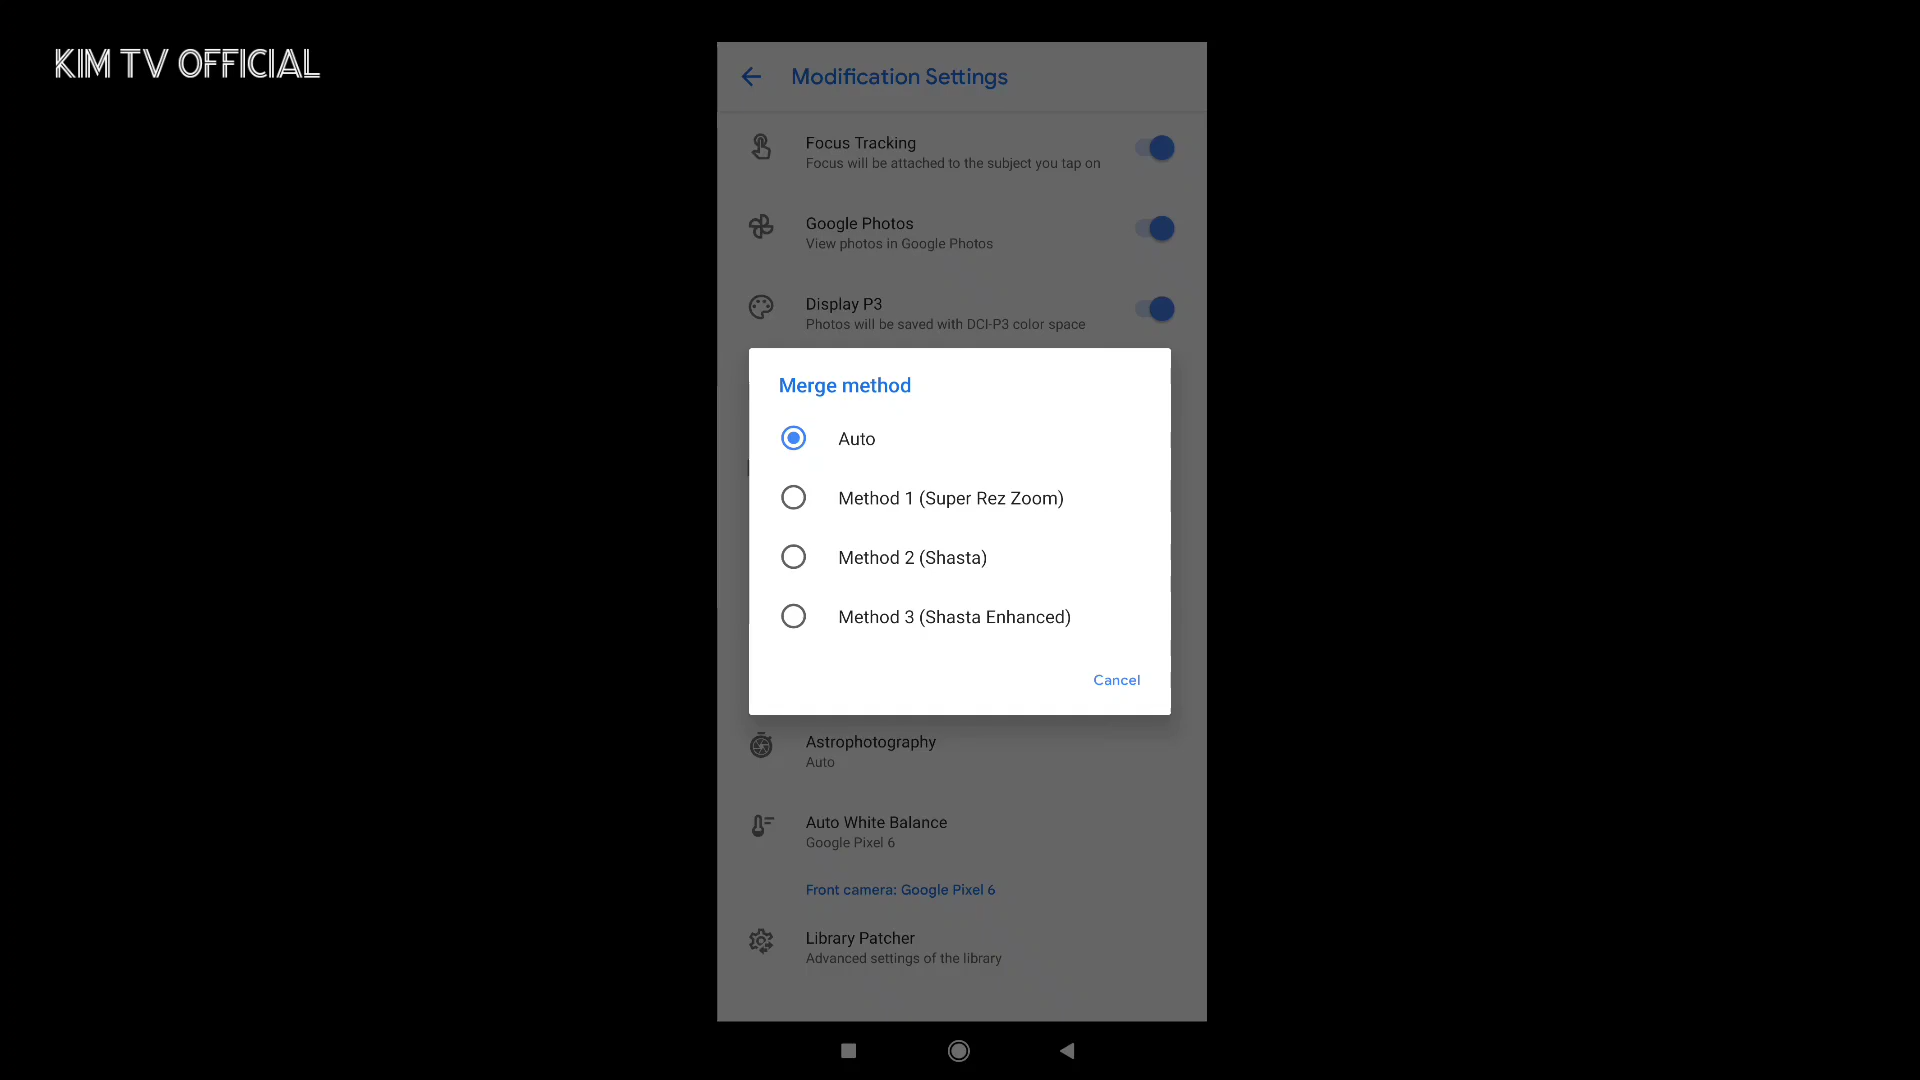 KIM TV OFFICIAL
Modification Settings
Focus Tracking
Focus will be attached to the subject you tap on
Google Photos
View photos in Google Photos
Display P3
Photos will be saved with DCI-P3 color space
Merge method
Auto
Method 1 (Super Rez Zoom)
Method 2 (Shasta)
Method 3 (Shasta Enhanced)
Cancel
Astrophotography
Auto
Auto White Balance
Google Pixel 6
Front camera: Google Pixel 6
Library Patcher
Advanced settings of the library